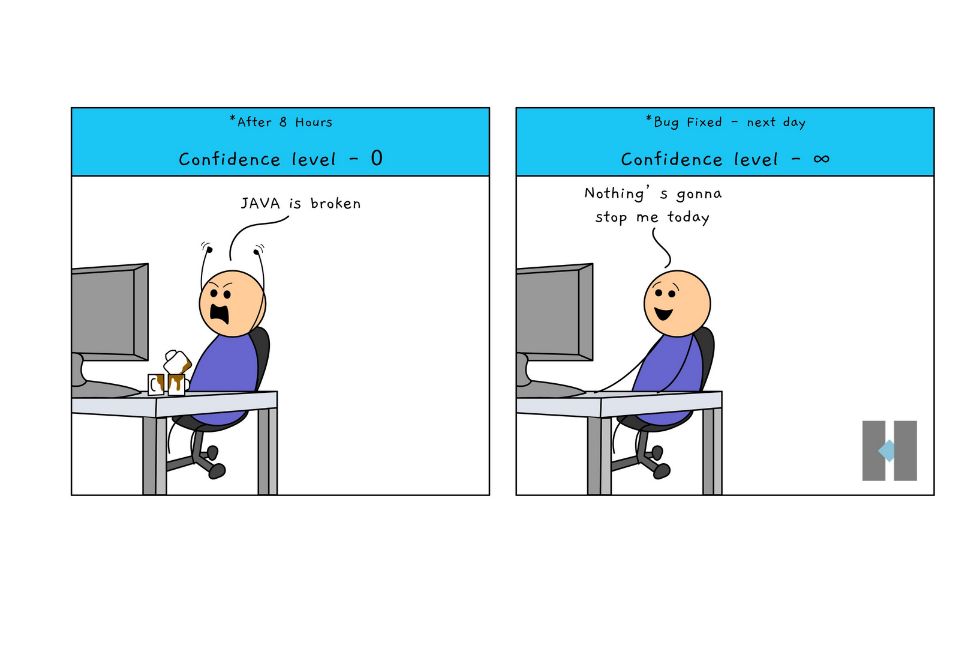 *After 8 Hours
Confidence level - 0
JAVA is broken
*Bug Fixed - next day
Confidence level - ∞
Nothing's gonna
stop me today